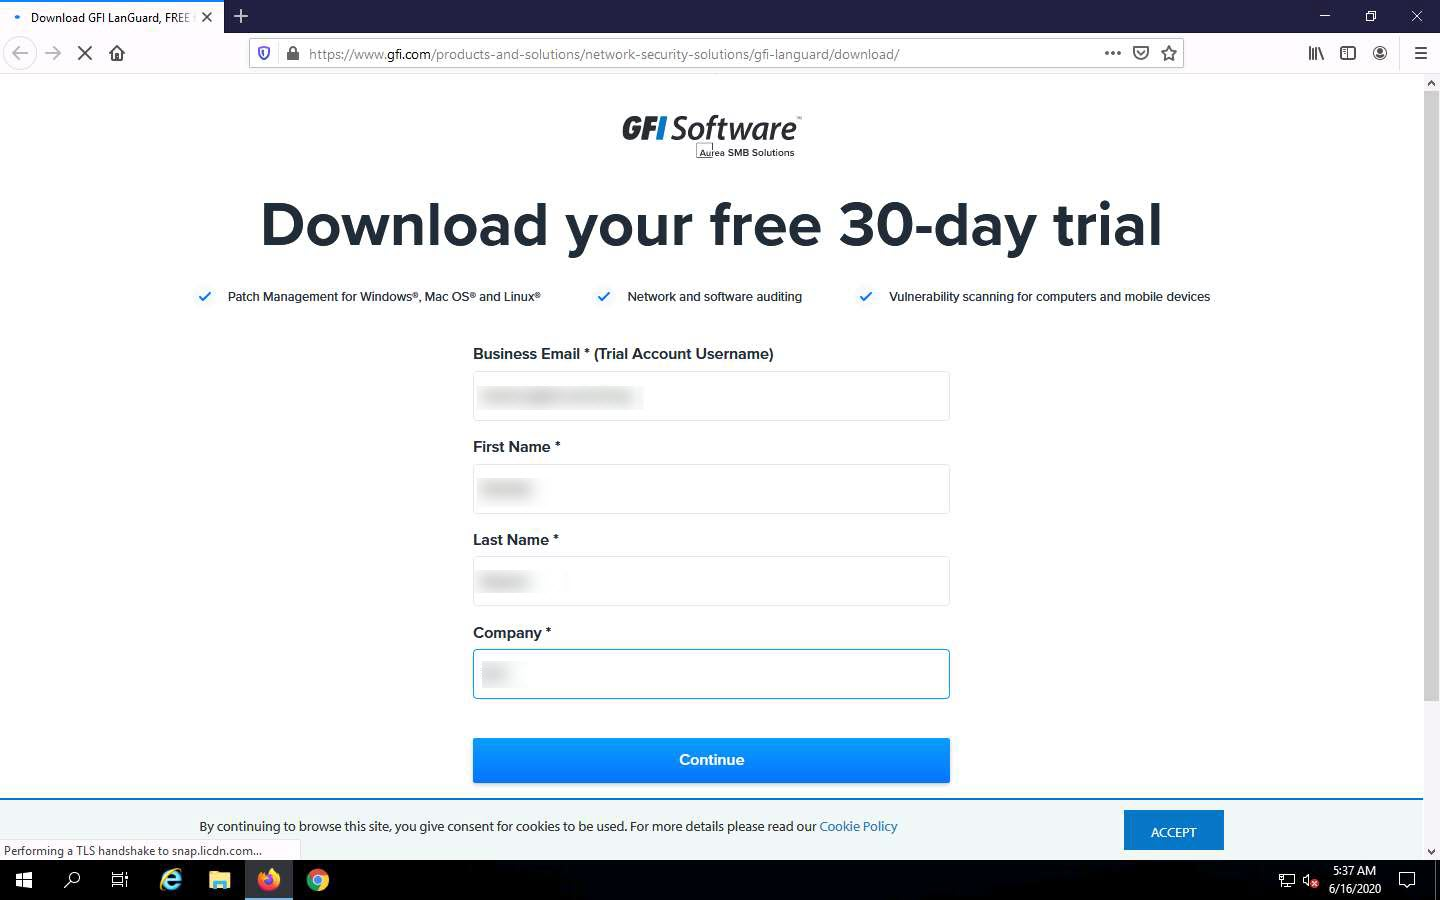 Download GFI LanGuard, FREE
https://www.gfi.com/products-and-solutions/network-security-solutions/gfi-languard/download/
GFI Software™
Aurea SMB Solutions
Download your free 30-day trial
Patch Management for Windows®, Mac OS® and Linux®
Network and software auditing
Vulnerability scanning for computers and mobile devices
Business Email * (Trial Account Username)
First Name *
Last Name *
Company *
Continue
By continuing to browse this site, you give consent for cookies to be used. For more details please read our Cookie Policy
ACCEPT
Performing a TLS handshake to snap.licdn.com...
5:37 AM
6/16/2020